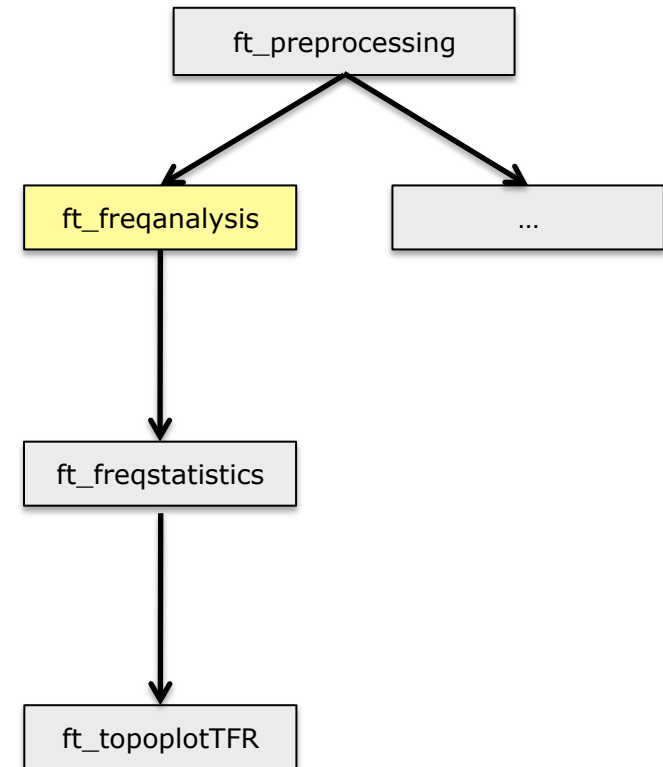 ft_preprocessing
ft_freqanalysis
...
ft_freqstatistics
ft_topoplotTFR